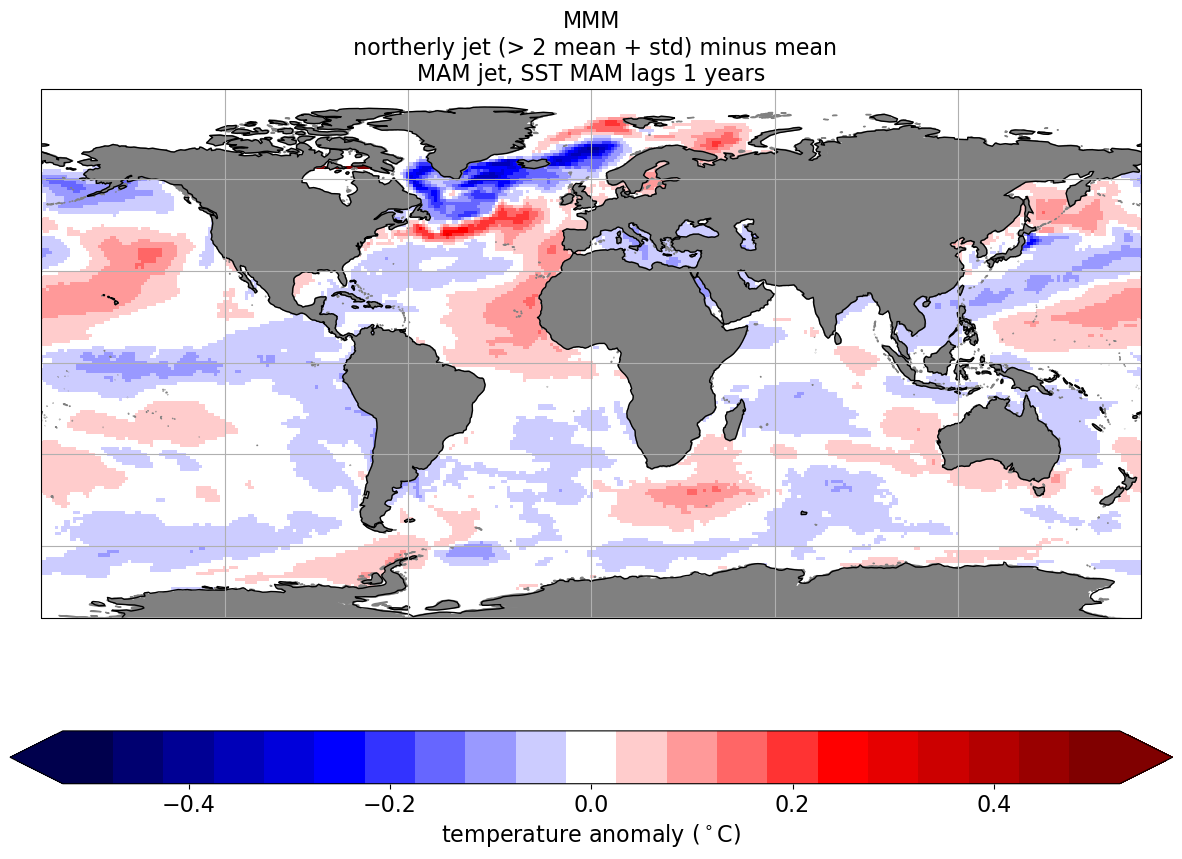 MMM
northerly jet (> 2 mean + std) minus mean
MAM jet, SST MAM lags 1 years
−0.4 −0.2 0.0 0.2 0.4
temperature anomaly (°C)